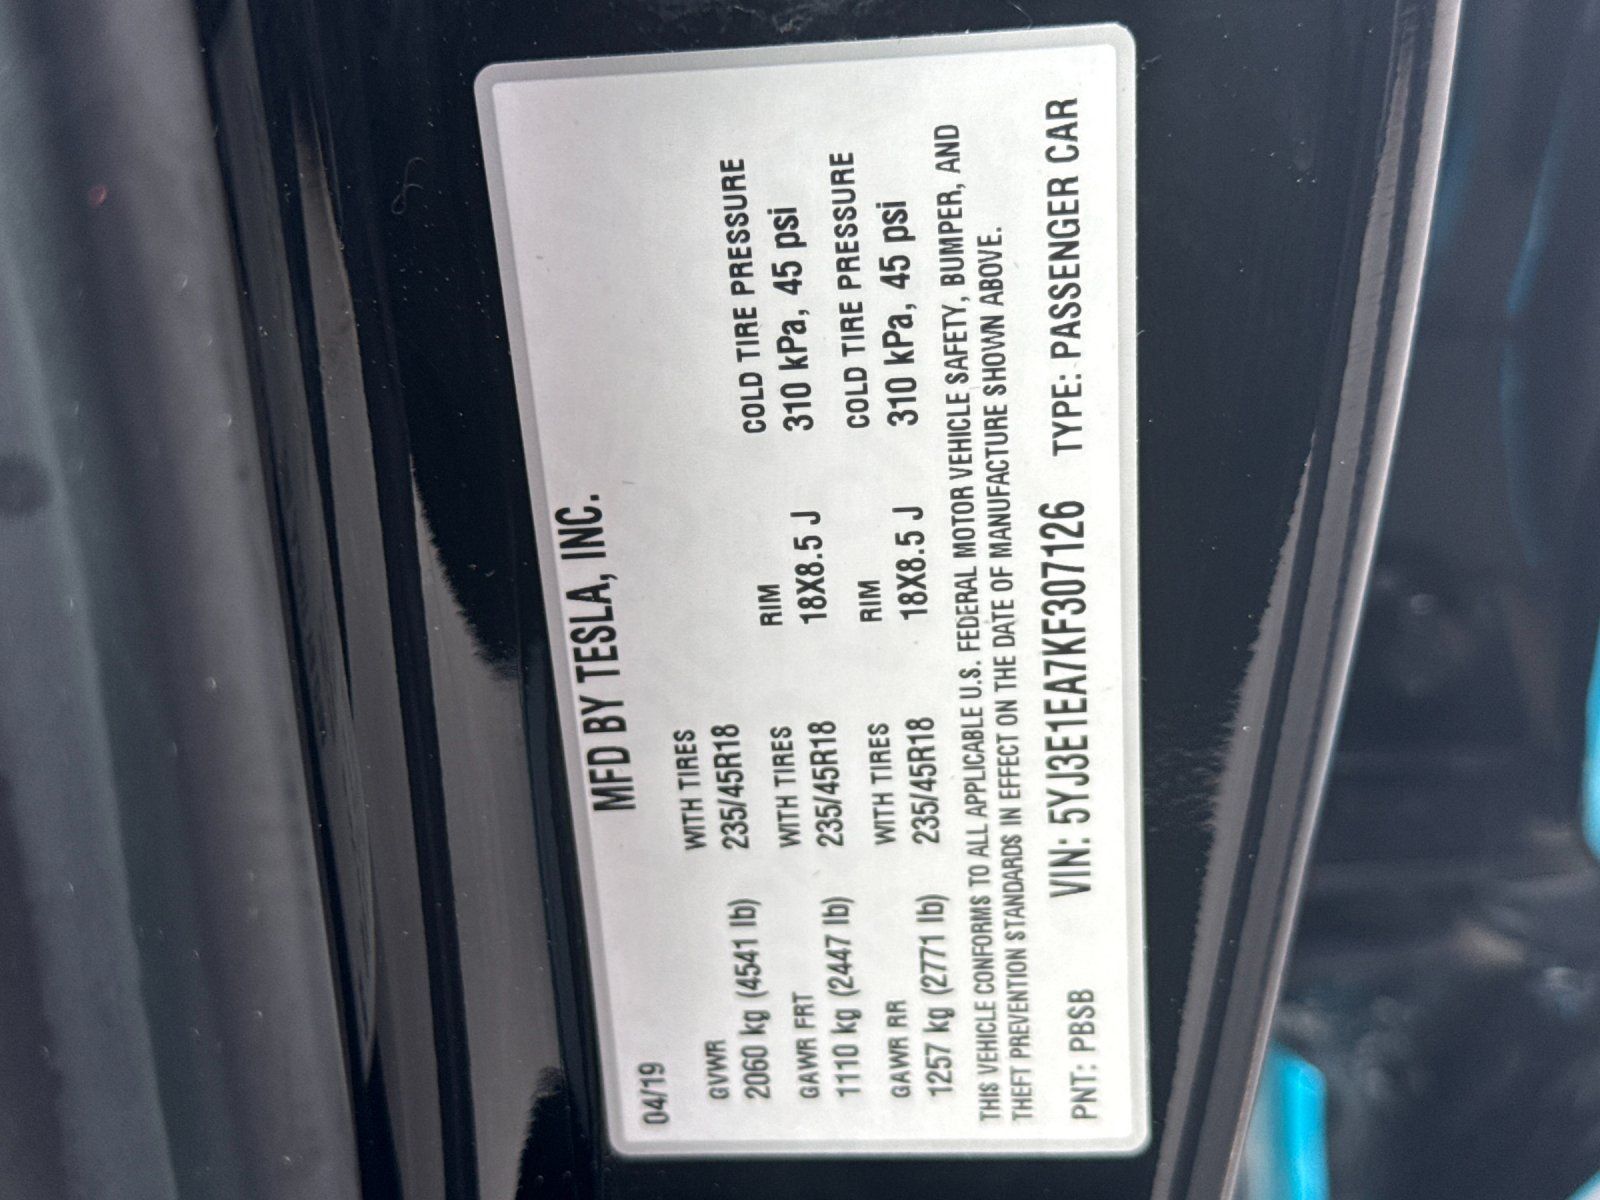 MFD BY TESLA, INC.
04/19
GVWR WITH TIRES
2060 kg (4541 lb) 235/45R18 RIM COLD TIRE PRESSURE
GAWR FRT WITH TIRES 18X8.5 J 310 kPa, 45 psi
1110 kg (2447 lb) 235/45R18 RIM COLD TIRE PRESSURE
GAWR RR WITH TIRES 18X8.5 J 310 kPa, 45 psi
1257 kg (2771 lb) 235/45R18
THIS VEHICLE CONFORMS TO ALL APPLICABLE U.S. FEDERAL MOTOR VEHICLE SAFETY, BUMPER, AND
THEFT PREVENTION STANDARDS IN EFFECT ON THE DATE OF MANUFACTURE SHOWN ABOVE.
PNT: PBSB VIN: 5YJ3E1EA7KF307126 TYPE: PASSENGER CAR